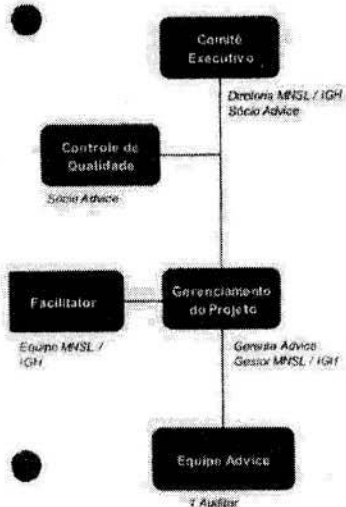 Comitê
Executivo
Diretoria MNSL / IGH
Sócio Advice
Controle de
Qualidade
Sócio Advice
Facilitator
Gerenciamento
do Projeto
Equipe MNSL /
IGH
Gerente Advice
Gestor MNSL / IGH
Equipe Advice
1 Auditor